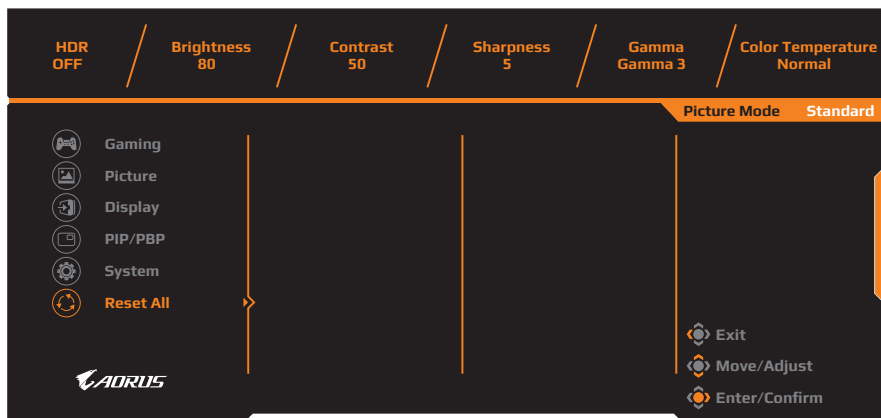 HDR Brightness Contrast Sharpness Gamma Color Temperature
OFF 80 50 5 Gamma 3 Normal
Picture Mode Standard
Gaming
Picture
Display
PIP/PBP
System
Reset All
Exit
Move/Adjust
Enter/Confirm
AORUS